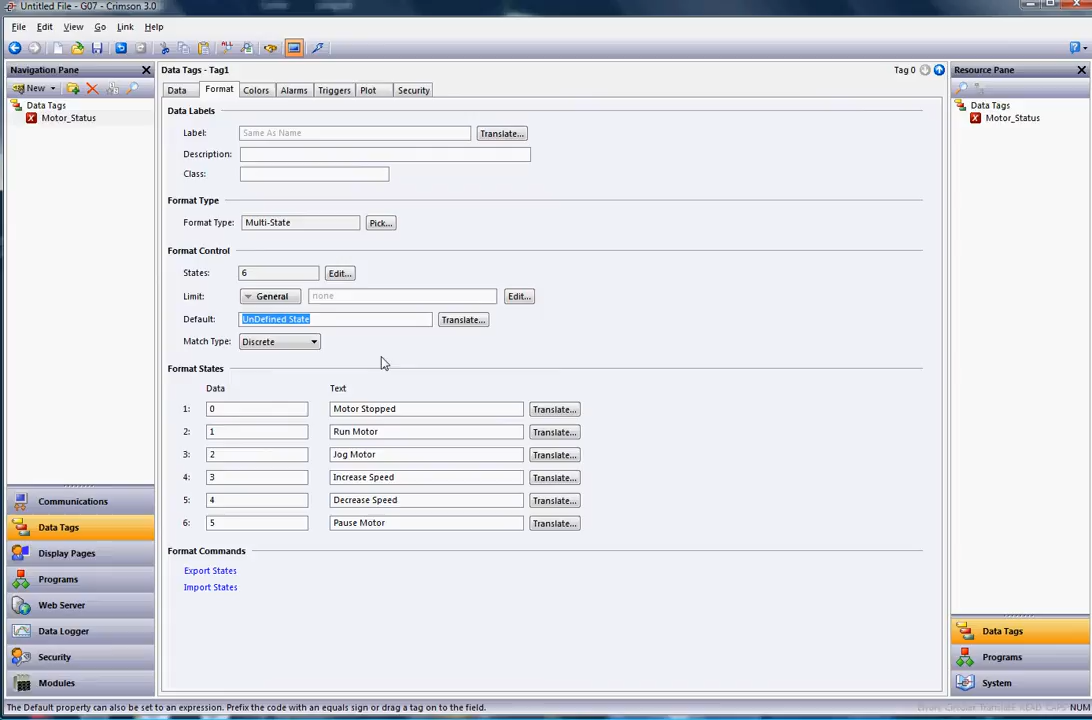 Untitled File - G07 - Crimson 3.0
File Edit View Go Link Help
Navigation Pane
New
Data Tags
Motor_Status
Communications
Data Tags
Display Pages
Programs
Web Server
Data Logger
Security
Modules
Data Tags - Tag1
Tag 0
Data Format Colors Alarms Triggers Plot Security
Data Labels
Label: Same As Name Translate...
Description:
Class:
Format Type
Format Type: Multi-State Pick...
Format Control
States: 6 Edit...
Limit: General none Edit...
Default: UnDefined State Translate...
Match Type: Discrete
Format States
Data Text
1: 0 Motor Stopped Translate...
2: 1 Run Motor Translate...
3: 2 Jog Motor Translate...
4: 3 Increase Speed Translate...
5: 4 Decrease Speed Translate...
6: 5 Pause Motor Translate...
Format Commands
Export States
Import States
Resource Pane
Data Tags
Motor_Status
Data Tags
Programs
System
The Default property can also be set to an expression. Prefix the code with an equals sign or drag a tag on to the field.
READ CAPS NUM